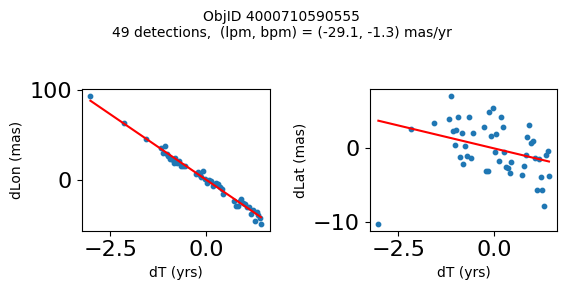 ObjID 4000710590555
49 detections,  (lpm, bpm) = (-29.1, -1.3) mas/yr
dLon (mas)
100
0
−2.5
0.0
dT (yrs)
dLat (mas)
0
−10
−2.5
0.0
dT (yrs)